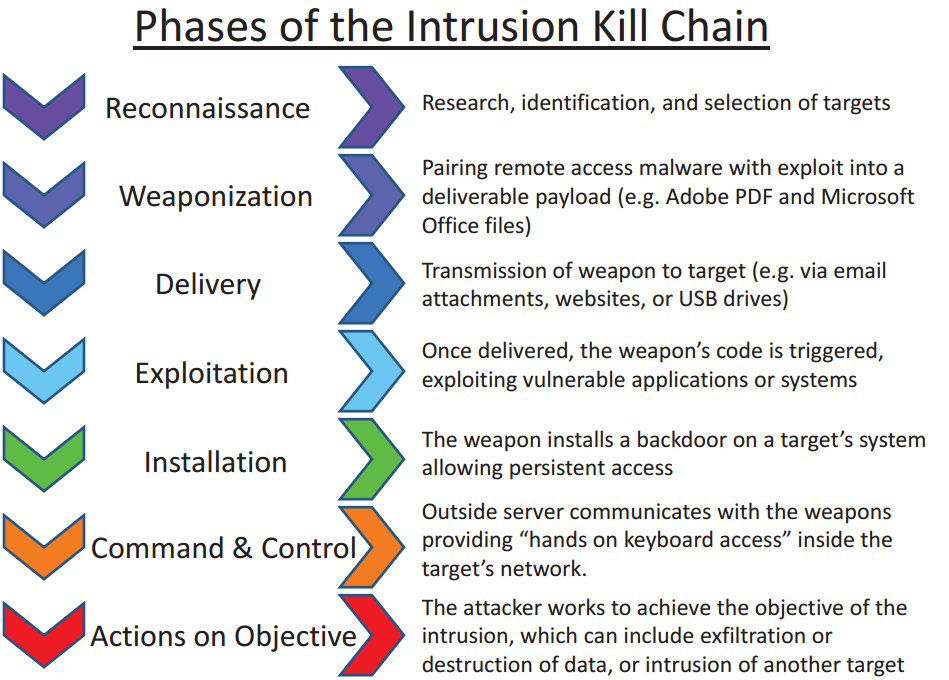 Phases of the Intrusion Kill Chain
Reconnaissance
Research, identification, and selection of targets
Weaponization
Pairing remote access malware with exploit into a
deliverable payload (e.g. Adobe PDF and Microsoft
Office files)
Delivery
Transmission of weapon to target (e.g. via email
attachments, websites, or USB drives)
Exploitation
Once delivered, the weapon's code is triggered,
exploiting vulnerable applications or systems
Installation
The weapon installs a backdoor on a target's system
allowing persistent access
Command & Control
Outside server communicates with the weapons
providing “hands on keyboard access” inside the
target's network.
Actions on Objective
The attacker works to achieve the objective of the
intrusion, which can include exfiltration or
destruction of data, or intrusion of another target